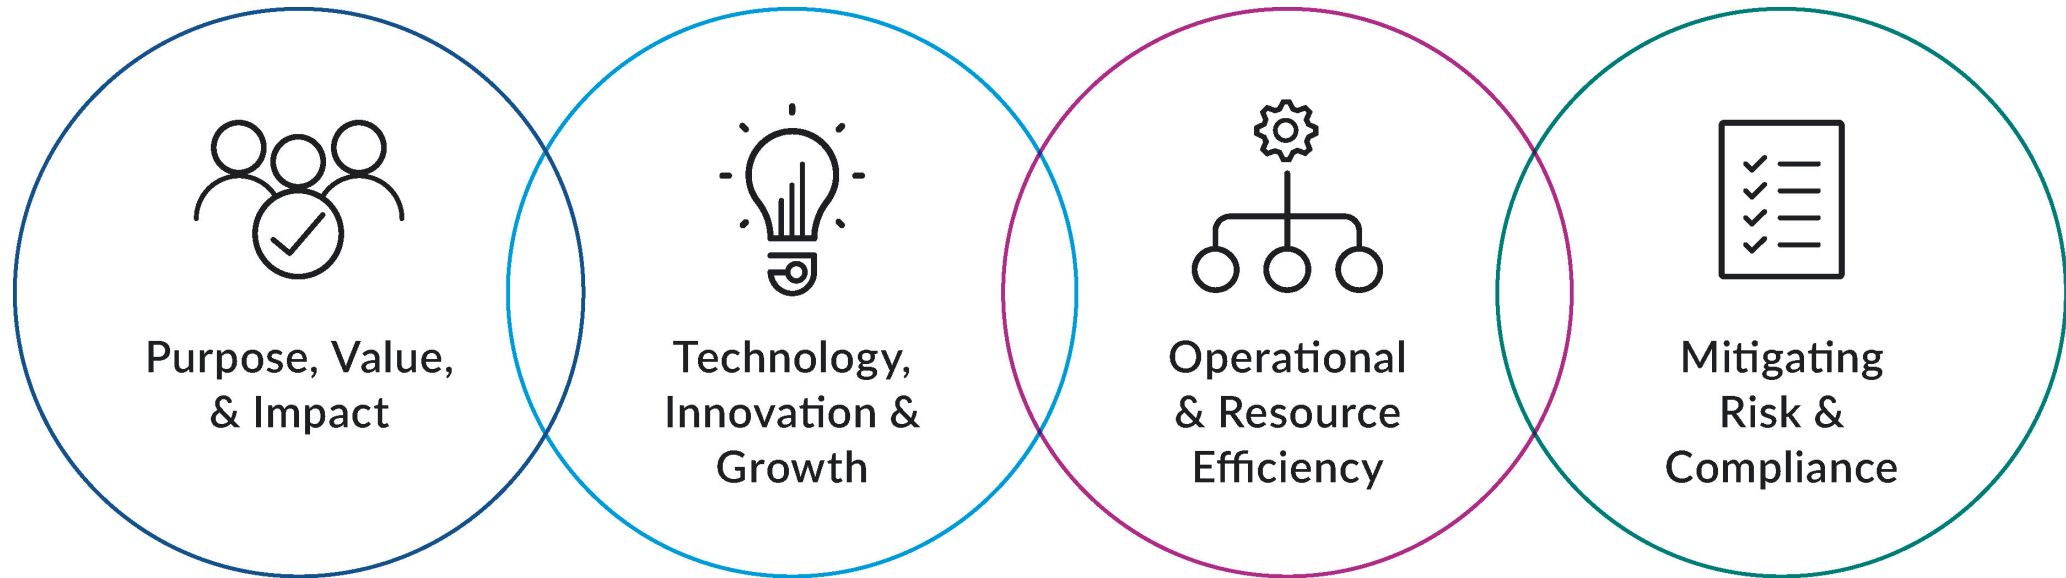 Purpose, Value,
& Impact
Technology,
Innovation &
Growth
Operational
& Resource
Efficiency
Mitigating
Risk &
Compliance